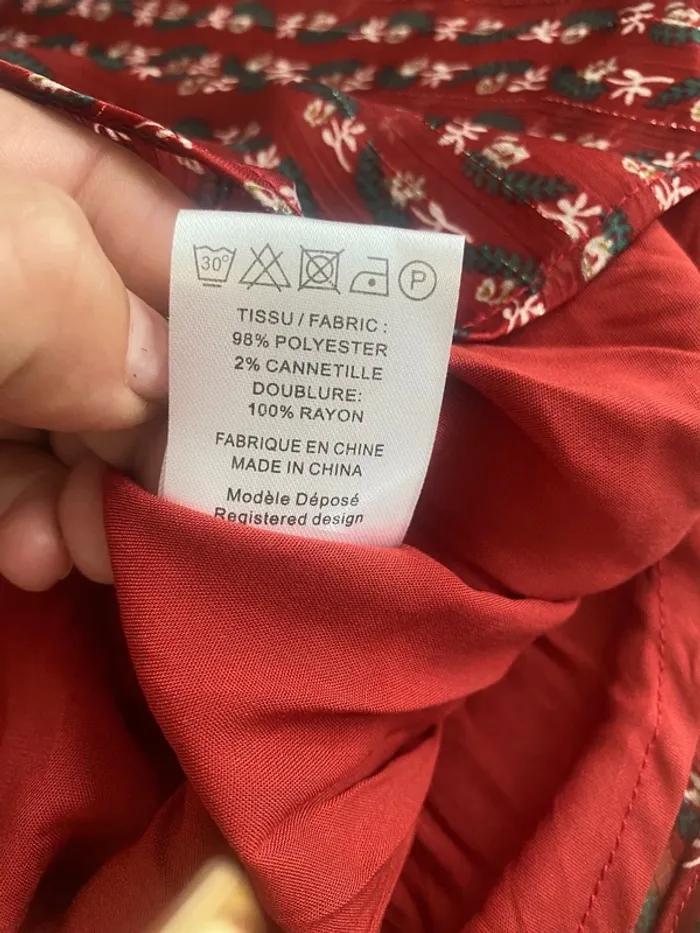 30°
P
TISSU / FABRIC :
98% POLYESTER
2% CANNETILLE
DOUBLURE:
100% RAYON
FABRIQUE EN CHINE
MADE IN CHINA
Modèle Déposé
Registered design